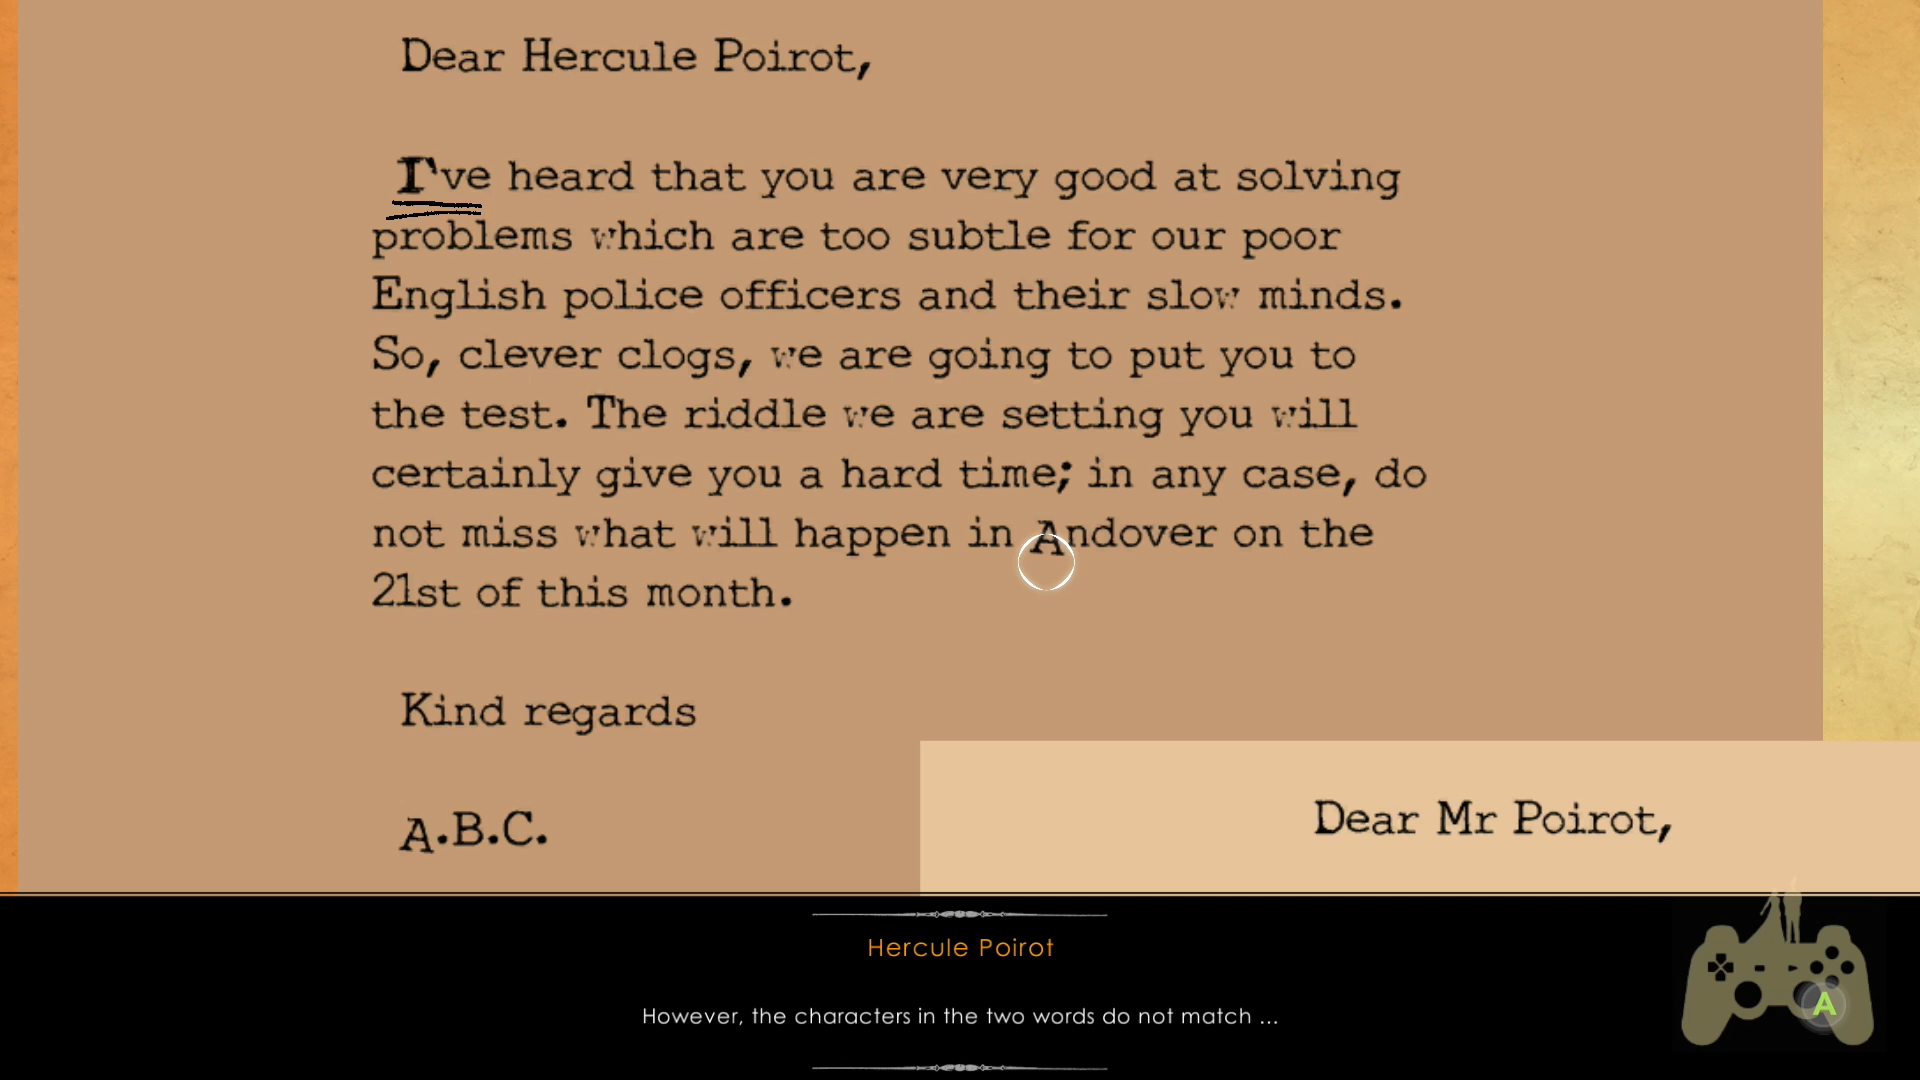 Dear Hercule Poirot,
I've heard that you are very good at solving
problems which are too subtle for our poor
English police officers and their slow minds.
So, clever clogs, we are going to put you to
the test. The riddle we are setting you will
certainly give you a hard time; in any case, do
not miss what will happen in Andover on the
21st of this month.
Kind regards
A.B.C.
Dear Mr Poirot,
Hercule Poirot
However, the characters in the two words do not match ...
A